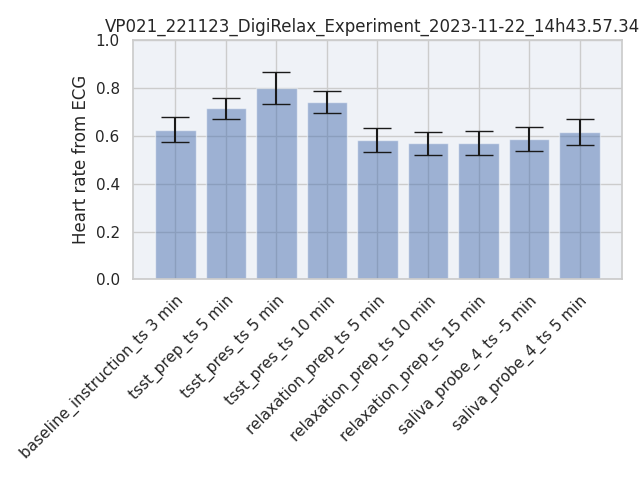 VP021_221123_DigiRelax_Experiment_2023-11-22_14h43.57.34
1.0
0.8
0.6
0.4
0.2
0.0
Heart rate from ECG
baseline_instruction_ts 3 min
tsst_prep_ts 5 min
tsst_pres_ts 5 min
tsst_pres_ts 10 min
relaxation_prep_ts 5 min
relaxation_prep_ts 10 min
relaxation_prep_ts 15 min
saliva_probe_4_ts -5 min
saliva_probe_4_ts 5 min